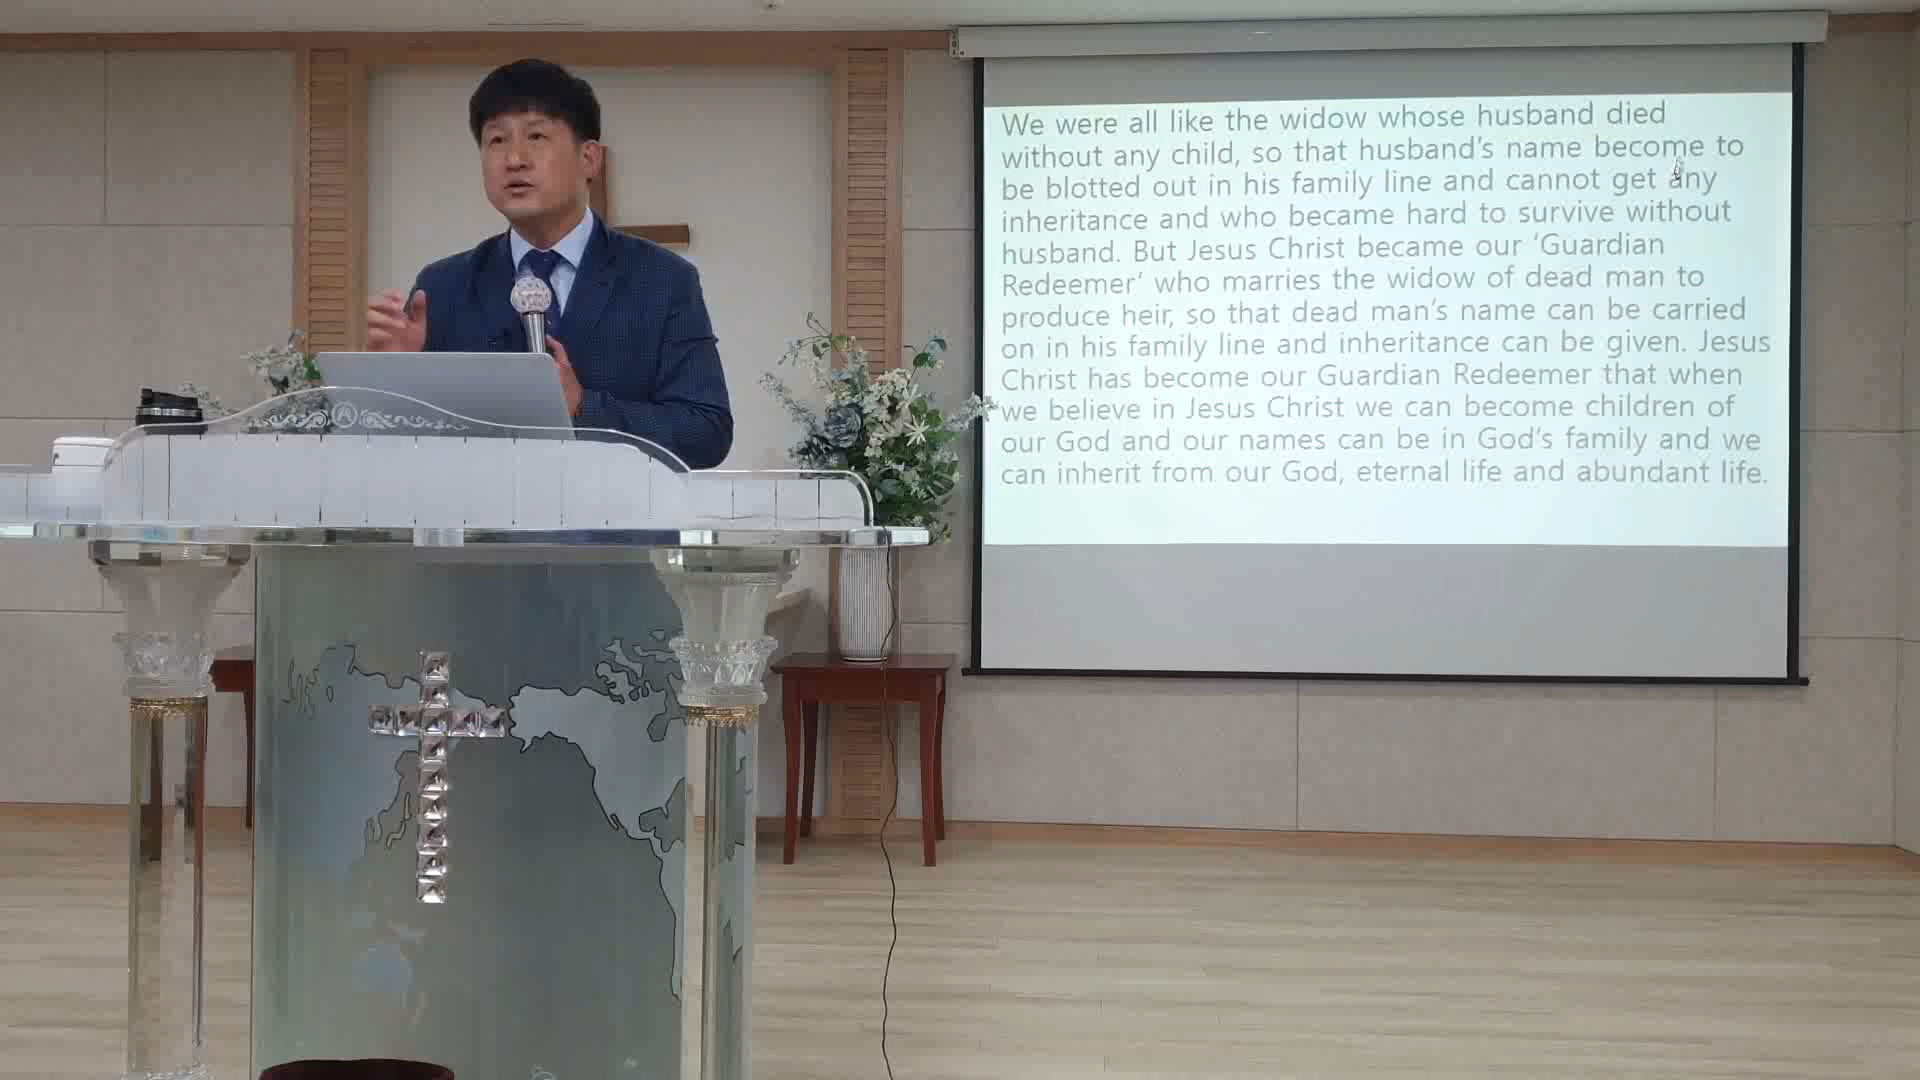 We were all like the widow whose husband died
without any child, so that husband's name become to
be blotted out in his family line and cannot get any
inheritance and who became hard to survive without
husband. But Jesus Christ became our 'Guardian
Redeemer' who marries the widow of dead man to
produce heir, so that dead man's name can be carried
on in his family line and inheritance can be given. Jesus
Christ has become our Guardian Redeemer that when
we believe in Jesus Christ we can become children of
our God and our names can be in God's family and we
can inherit from our God, eternal life and abundant life.